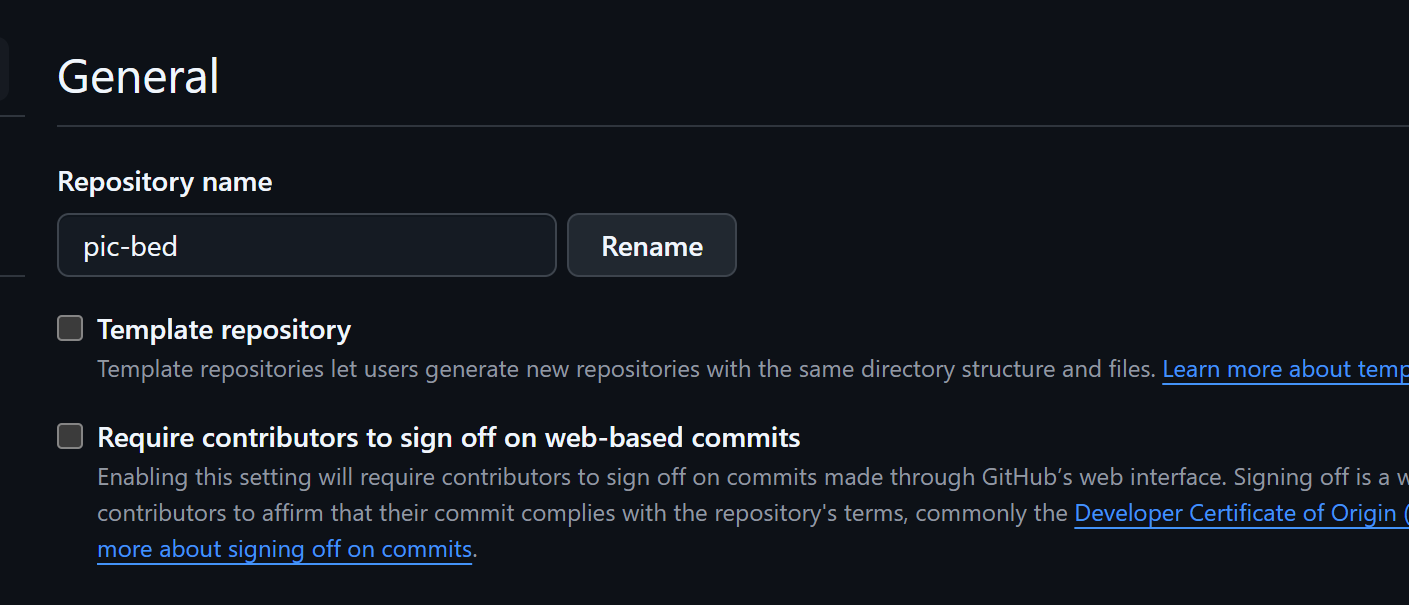 General
Repository name
pic-bed
Rename
Template repository
Template repositories let users generate new repositories with the same directory structure and files. Learn more about temp
Require contributors to sign off on web-based commits
Enabling this setting will require contributors to sign off on commits made through GitHub’s web interface. Signing off is a w
contributors to affirm that their commit complies with the repository's terms, commonly the Developer Certificate of Origin (
more about signing off on commits.